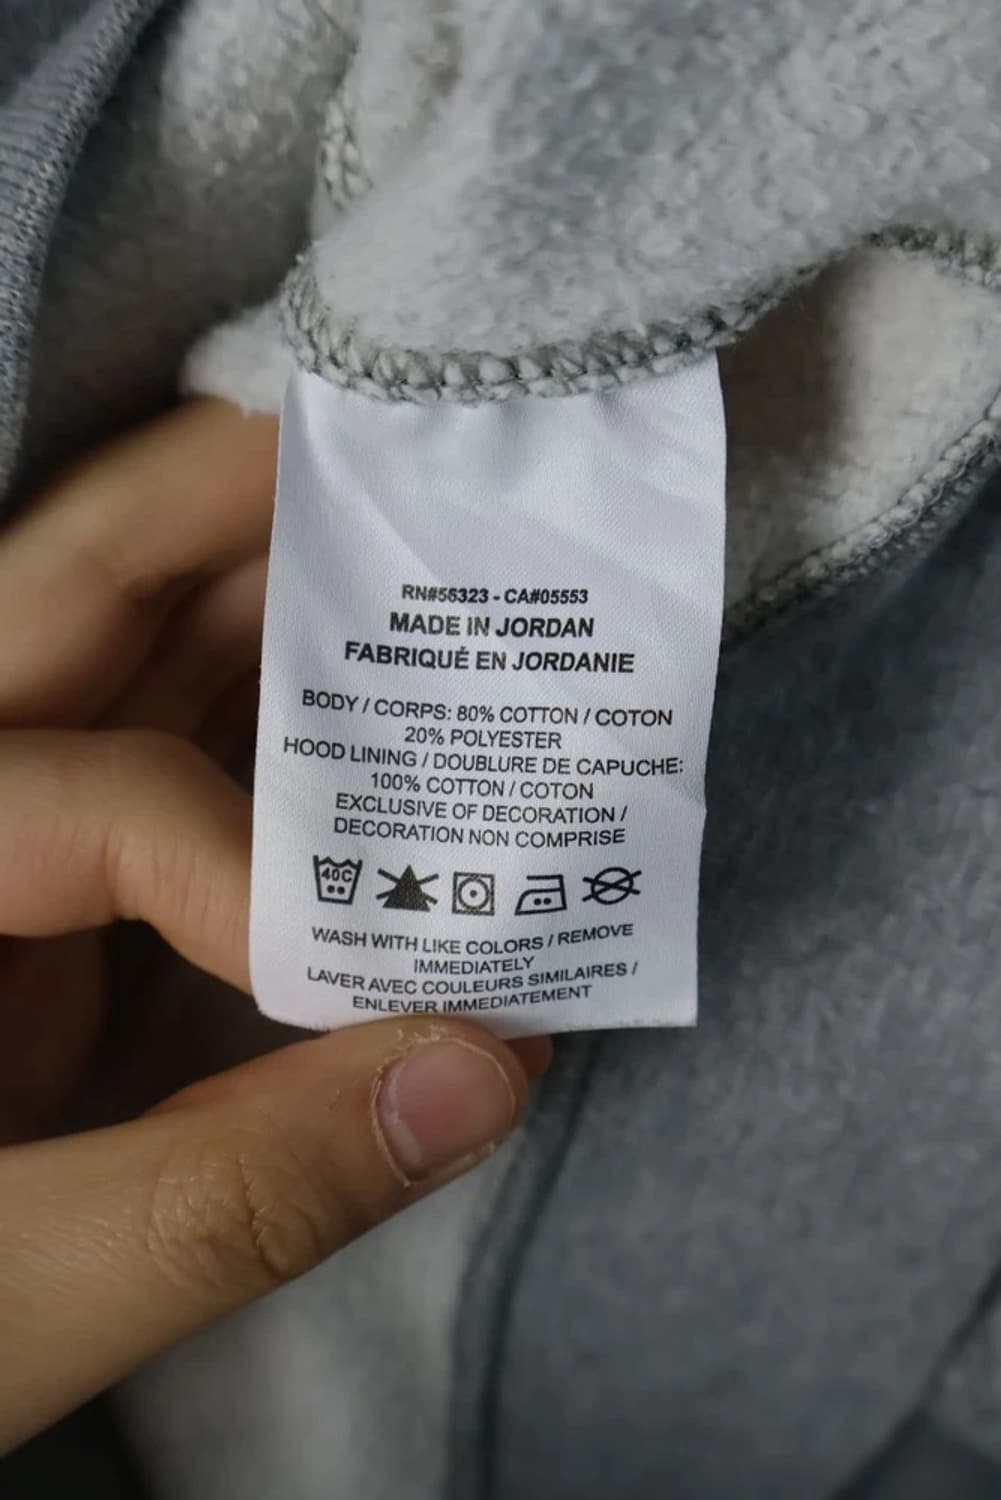 RN#56323 - CA#05553
MADE IN JORDAN
FABRIQUÉ EN JORDANIE
BODY / CORPS: 80% COTTON / COTON
20% POLYESTER
HOOD LINING / DOUBLURE DE CAPUCHE:
100% COTTON / COTON
EXCLUSIVE OF DECORATION /
DECORATION NON COMPRISE
40C
WASH WITH LIKE COLORS / REMOVE
IMMEDIATELY
LAVER AVEC COULEURS SIMILAIRES /
ENLEVER IMMEDIATEMENT